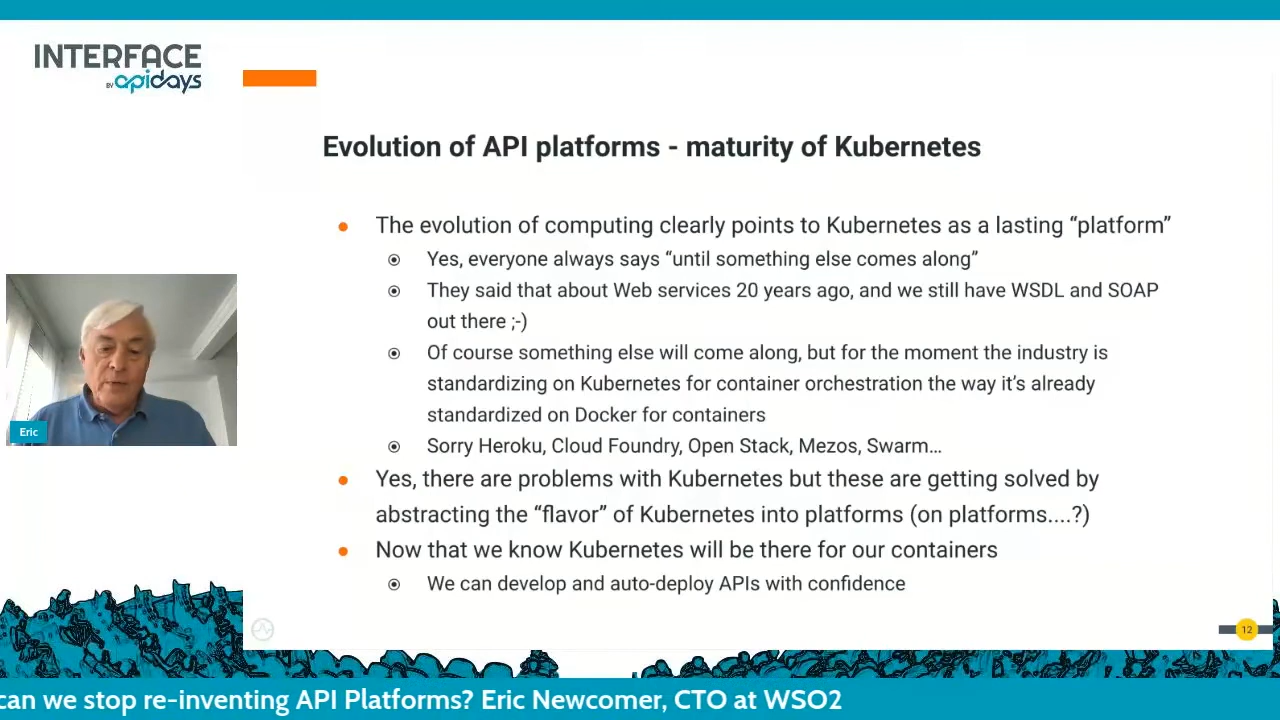 INTERFACE
BY apidays
Evolution of API platforms - maturity of Kubernetes
The evolution of computing clearly points to Kubernetes as a lasting “platform”
Yes, everyone always says “until something else comes along”
They said that about Web services 20 years ago, and we still have WSDL and SOAP
out there ;-)
Of course something else will come along, but for the moment the industry is
standardizing on Kubernetes for container orchestration the way it’s already
standardized on Docker for containers
Sorry Heroku, Cloud Foundry, Open Stack, Mezos, Swarm…
Yes, there are problems with Kubernetes but these are getting solved by
abstracting the “flavor” of Kubernetes into platforms (on platforms....?)
Now that we know Kubernetes will be there for our containers
We can develop and auto-deploy APIs with confidence
Eric
12
can we stop re-inventing API Platforms? Eric Newcomer, CTO at WSO2